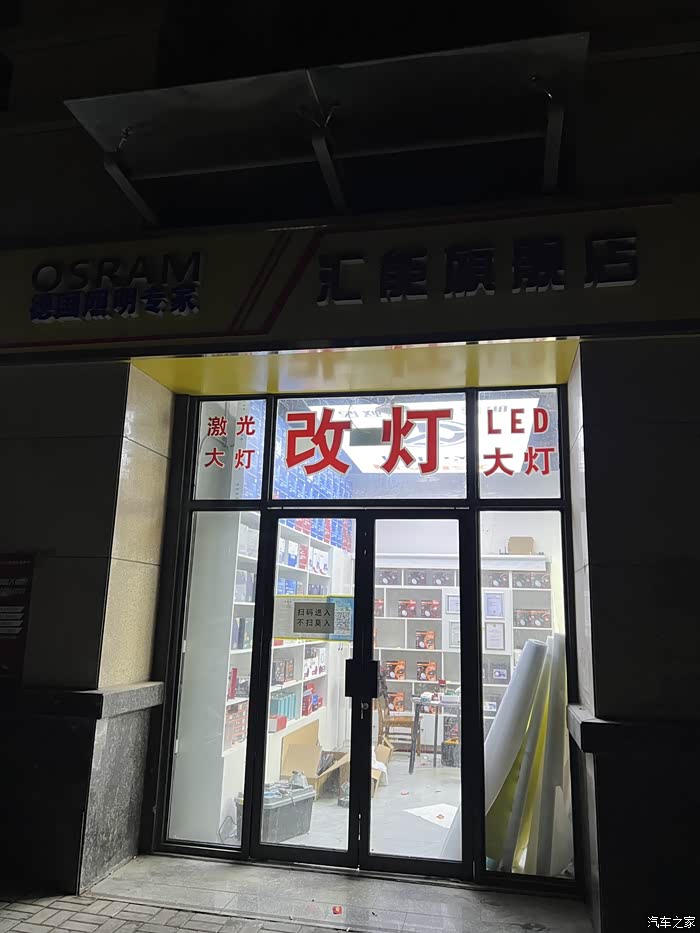 OSRAM
德国照明专家
汇能旗舰店
激光
大灯
改灯
LED
大灯
扫码进入
不扫莫入
汽车之家